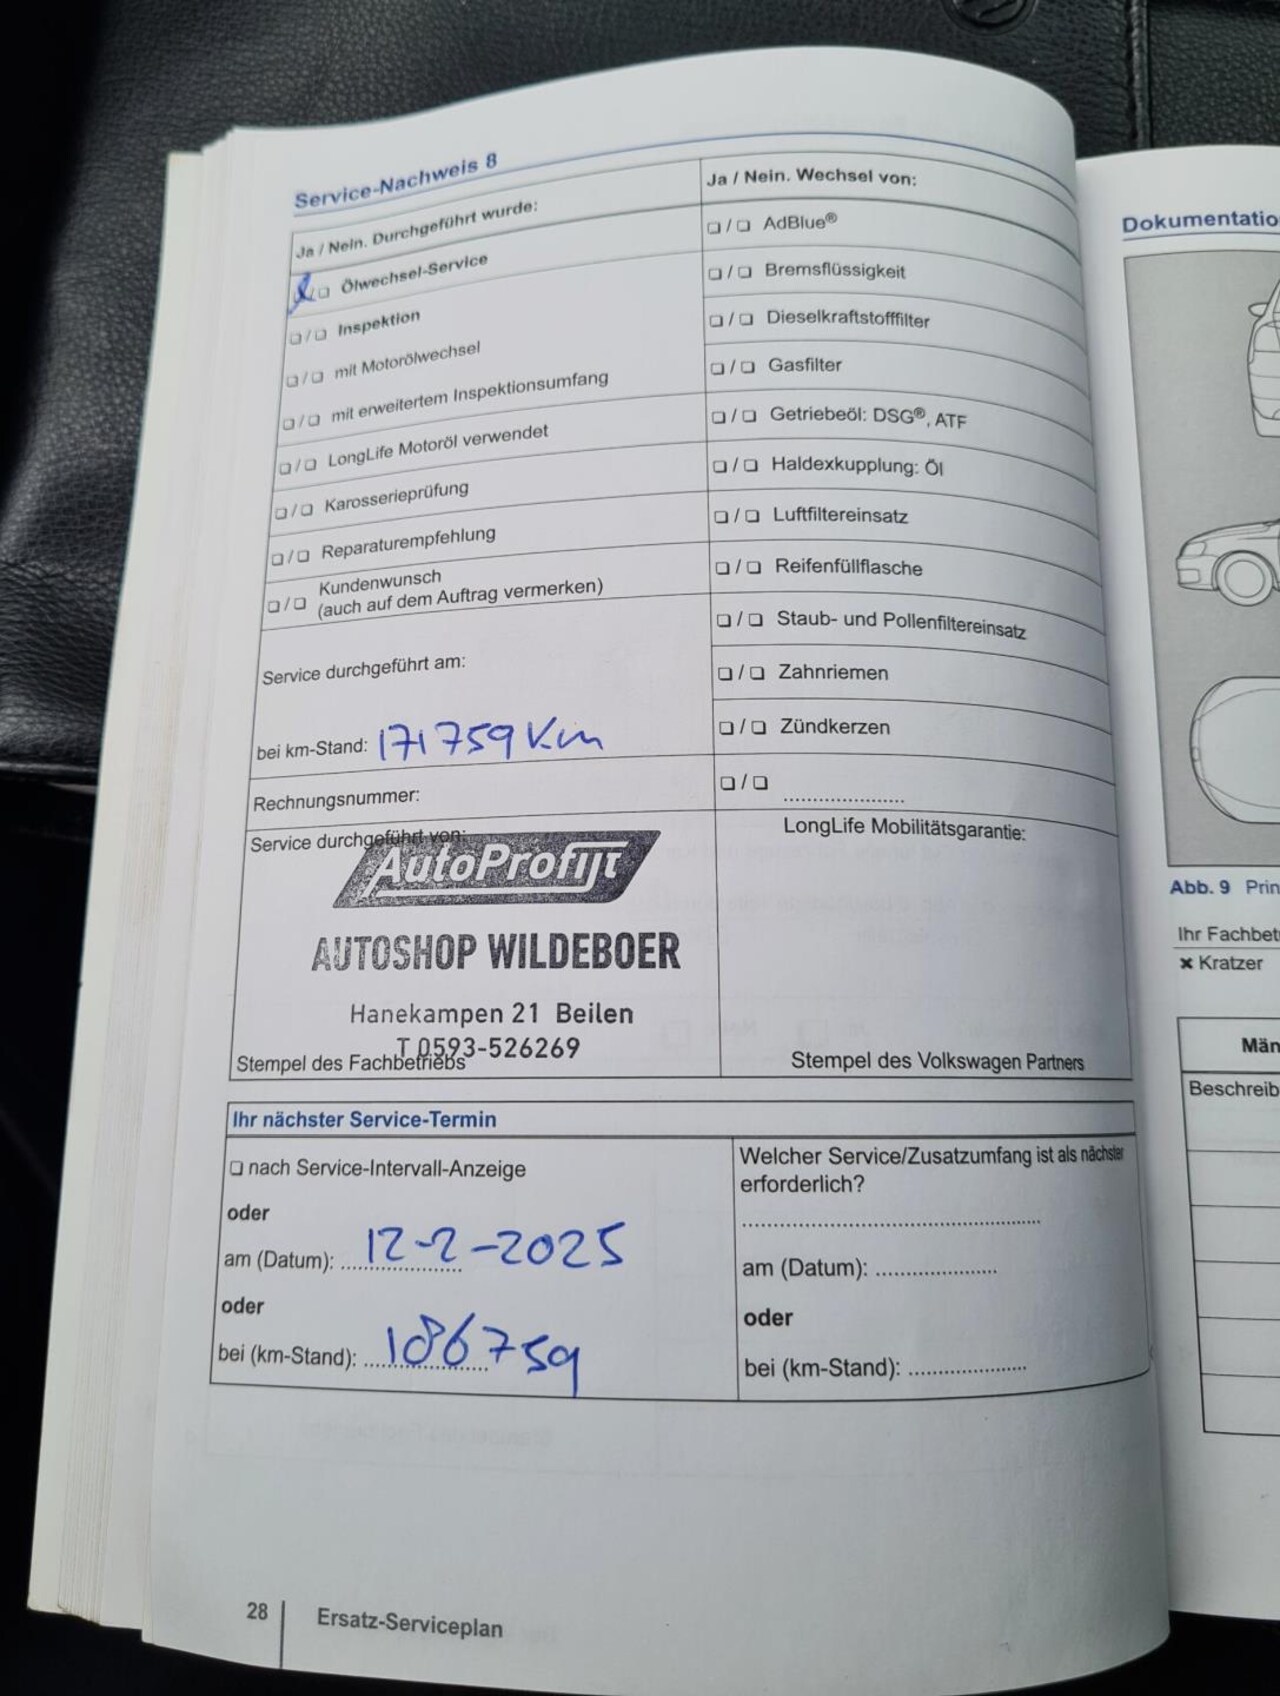 Service-Nachweis 8
Ja / Nein. Durchgeführt wurde:
❏/❏ Ölwechsel-Service
❏/❏ Inspektion
❏/❏ mit Motorölwechsel
❏/❏ mit erweitertem Inspektionsumfang
❏/❏ LongLife Motoröl verwendet
❏/❏ Karosserieprüfung
❏/❏ Reparaturempfehlung
❏/❏ Kundenwunsch
(auch auf dem Auftrag vermerken)
Service durchgeführt am:
bei km-Stand: 171759 Km
Rechnungsnummer:
Service durchgeführt von:
AutoProfijt
AUTOSHOP WILDEBOER
Hanekampen 21 Beilen
T 0593-526269
Stempel des Fachbetriebs
Ja / Nein. Wechsel von:
❏/❏ AdBlue®
❏/❏ Bremsflüssigkeit
❏/❏ Dieselkraftstofffilter
❏/❏ Gasfilter
❏/❏ Getriebeöl: DSG®, ATF
❏/❏ Haldexkupplung: Öl
❏/❏ Luftfiltereinsatz
❏/❏ Reifenfüllflasche
❏/❏ Staub- und Pollenfiltereinsatz
❏/❏ Zahnriemen
❏/❏ Zündkerzen
❏/❏ ......................
LongLife Mobilitätsgarantie:
Stempel des Volkswagen Partners
Ihr nächster Service-Termin
❏ nach Service-Intervall-Anzeige
oder
am (Datum): 12-2-2025
oder
bei (km-Stand): 186759
Welcher Service/Zusatzumfang ist als nächster
erforderlich?
......................................................
am (Datum): ......................
oder
bei (km-Stand): ......................
28 Ersatz-Serviceplan
Dokumentatio
Abb. 9 Prin
Ihr Fachbet
✖ Kratzer
Män
Beschreib